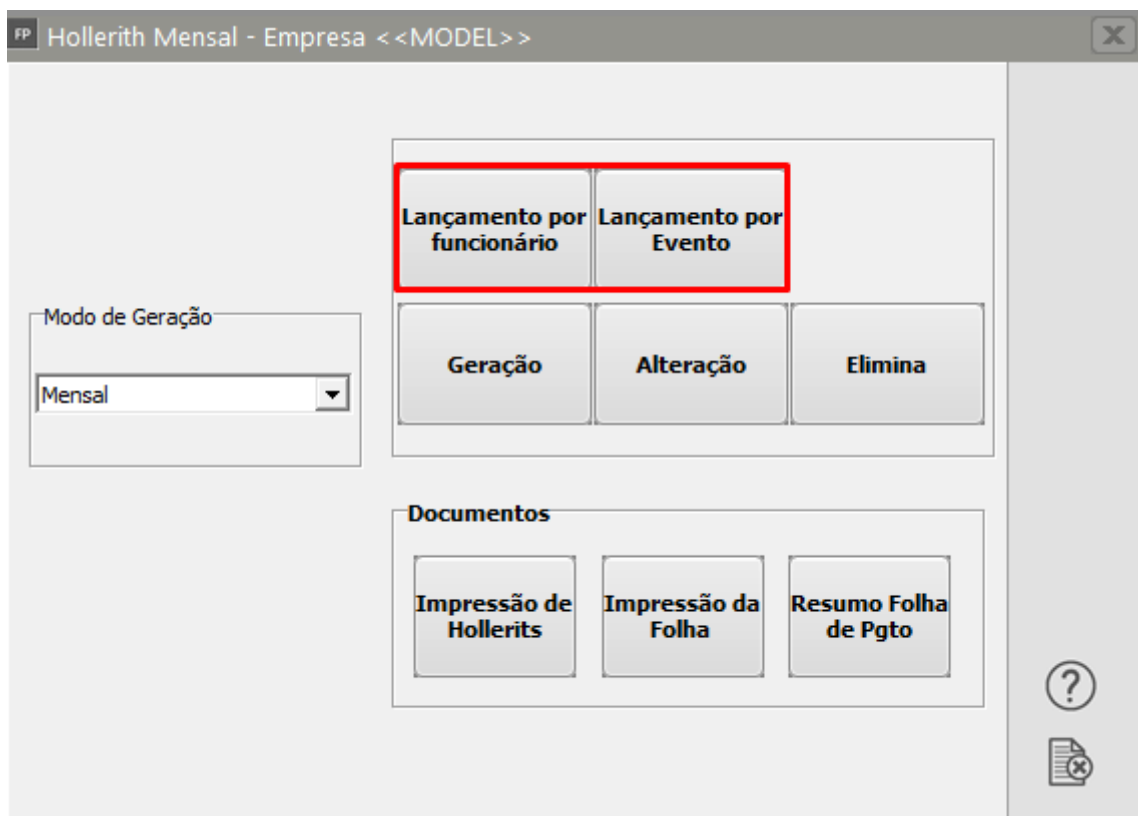 FP Hollerith Mensal - Empresa <<MODEL>>
Lançamento por
funcionário
Lançamento por
Evento
Modo de Geração
Mensal
Geração
Alteração
Elimina
Documentos
Impressão de
Hollerits
Impressão da
Folha
Resumo Folha
de Pgto
?